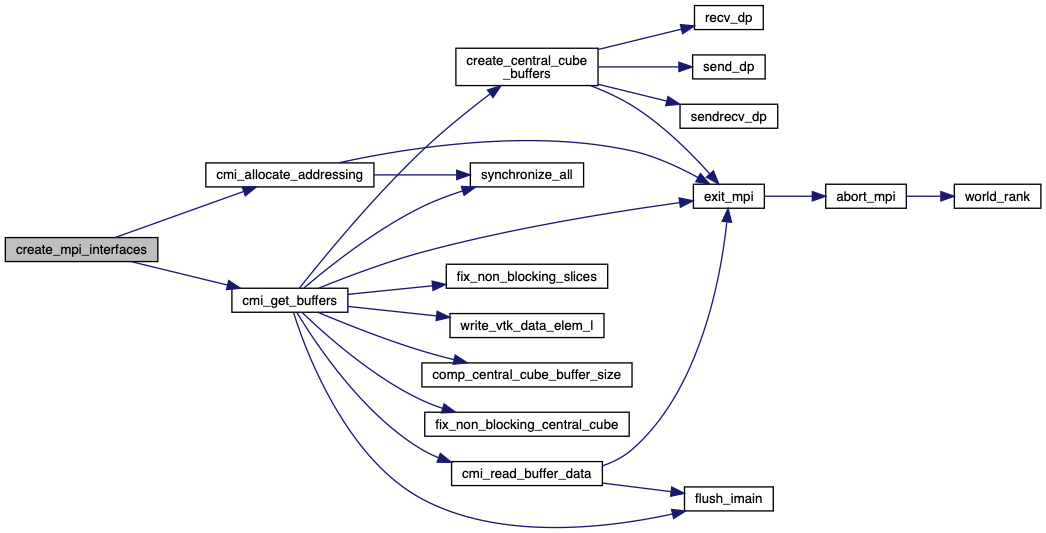 recv_dp
create_central_cube
_buffers
send_dp
sendrecv_dp
cmi_allocate_addressing
synchronize_all
exit_mpi
abort_mpi
world_rank
create_mpi_interfaces
fix_non_blocking_slices
cmi_get_buffers
write_vtk_data_elem_l
comp_central_cube_buffer_size
fix_non_blocking_central_cube
cmi_read_buffer_data
flush_imain